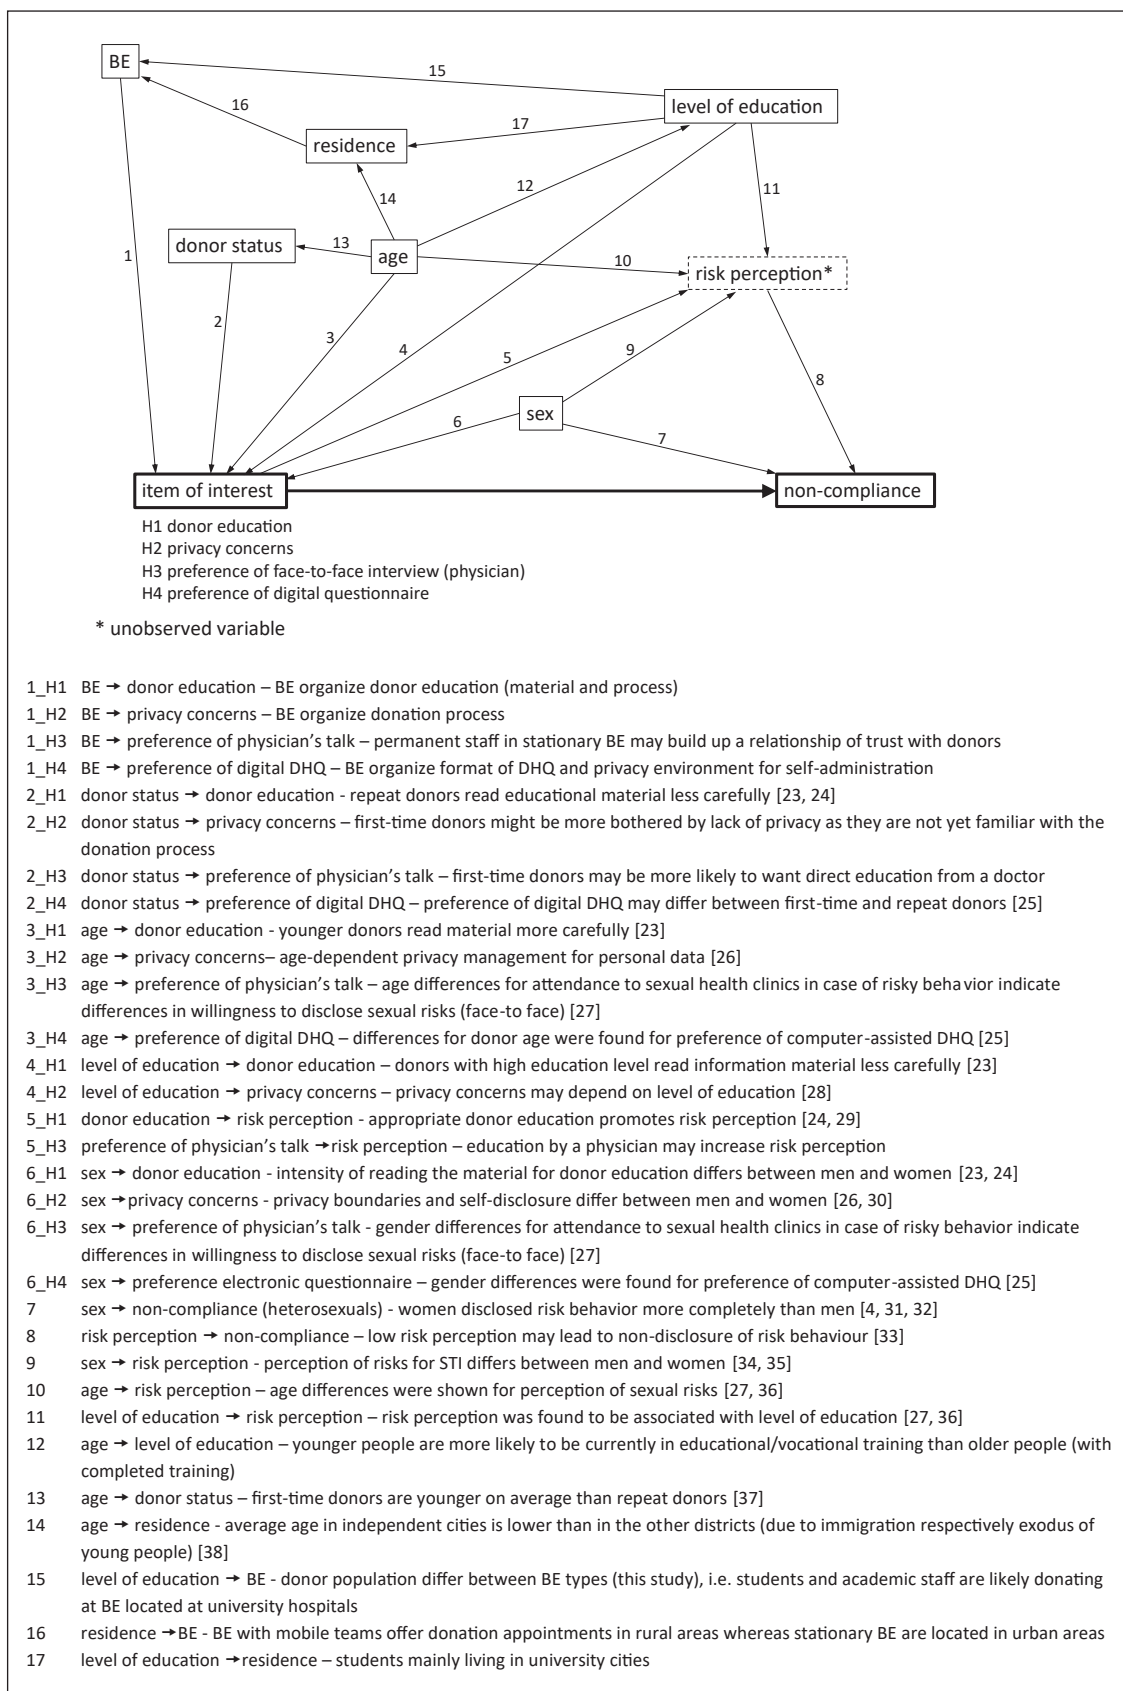 BE
15
level of education
16
17
residence
12
11
14
donor status
13
age
10
risk perception*
1
2
3
4
5
9
8
sex
6
7
item of interest
non-compliance
H1 donor education
H2 privacy concerns
H3 preference of face-to-face interview (physician)
H4 preference of digital questionnaire
* unobserved variable
1_H1 BE → donor education – BE organize donor education (material and process)
1_H2 BE → privacy concerns – BE organize donation process
1_H3 BE → preference of physician's talk – permanent staff in stationary BE may build up a relationship of trust with donors
1_H4 BE → preference of digital DHQ – BE organize format of DHQ and privacy environment for self-administration
2_H1 donor status → donor education - repeat donors read educational material less carefully [23, 24]
2_H2 donor status → privacy concerns – first-time donors might be more bothered by lack of privacy as they are not yet familiar with the
donation process
2_H3 donor status → preference of physician's talk – first-time donors may be more likely to want direct education from a doctor
2_H4 donor status → preference of digital DHQ – preference of digital DHQ may differ between first-time and repeat donors [25]
3_H1 age → donor education - younger donors read material more carefully [23]
3_H2 age → privacy concerns– age-dependent privacy management for personal data [26]
3_H3 age → preference of physician's talk – age differences for attendance to sexual health clinics in case of risky behavior indicate
differences in willingness to disclose sexual risks (face-to face) [27]
3_H4 age → preference of digital DHQ – differences for donor age were found for preference of computer-assisted DHQ [25]
4_H1 level of education → donor education – donors with high education level read information material less carefully [23]
4_H2 level of education → privacy concerns – privacy concerns may depend on level of education [28]
5_H1 donor education → risk perception - appropriate donor education promotes risk perception [24, 29]
5_H3 preference of physician's talk →risk perception – education by a physician may increase risk perception
6_H1 sex → donor education - intensity of reading the material for donor education differs between men and women [23, 24]
6_H2 sex →privacy concerns - privacy boundaries and self-disclosure differ between men and women [26, 30]
6_H3 sex → preference of physician's talk - gender differences for attendance to sexual health clinics in case of risky behavior indicate
differences in willingness to disclose sexual risks (face-to face) [27]
6_H4 sex → preference electronic questionnaire – gender differences were found for preference of computer-assisted DHQ [25]
7 sex → non-compliance (heterosexuals) - women disclosed risk behavior more completely than men [4, 31, 32]
8 risk perception → non-compliance – low risk perception may lead to non-disclosure of risk behaviour [33]
9 sex → risk perception - perception of risks for STI differs between men and women [34, 35]
10 age → risk perception – age differences were shown for perception of sexual risks [27, 36]
11 level of education → risk perception – risk perception was found to be associated with level of education [27, 36]
12 age → level of education – younger people are more likely to be currently in educational/vocational training than older people (with
completed training)
13 age → donor status – first-time donors are younger on average than repeat donors [37]
14 age → residence - average age in independent cities is lower than in the other districts (due to immigration respectively exodus of
young people) [38]
15 level of education → BE - donor population differ between BE types (this study), i.e. students and academic staff are likely donating
at BE located at university hospitals
16 residence →BE - BE with mobile teams offer donation appointments in rural areas whereas stationary BE are located in urban areas
17 level of education →residence – students mainly living in university cities